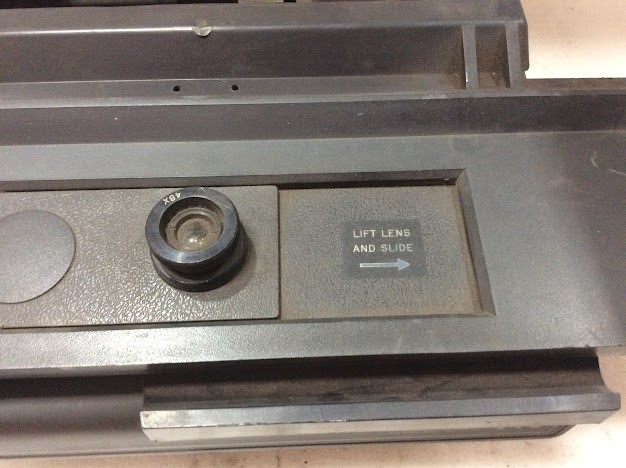 48X
LIFT LENS
AND SLIDE